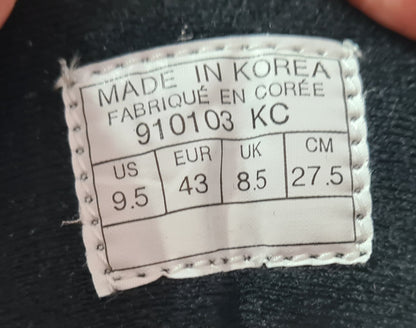 MADE IN KOREA
FABRIQUÉ EN CORÉE
910103 KC
US EUR UK CM
9.5 43 8.5 27.5